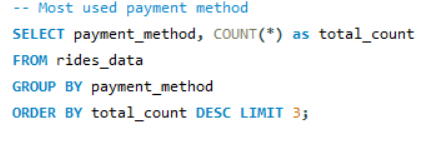 -- Most used payment method
SELECT payment_method, COUNT(*) as total_count
FROM rides_data
GROUP BY payment_method
ORDER BY total_count DESC LIMIT 3;